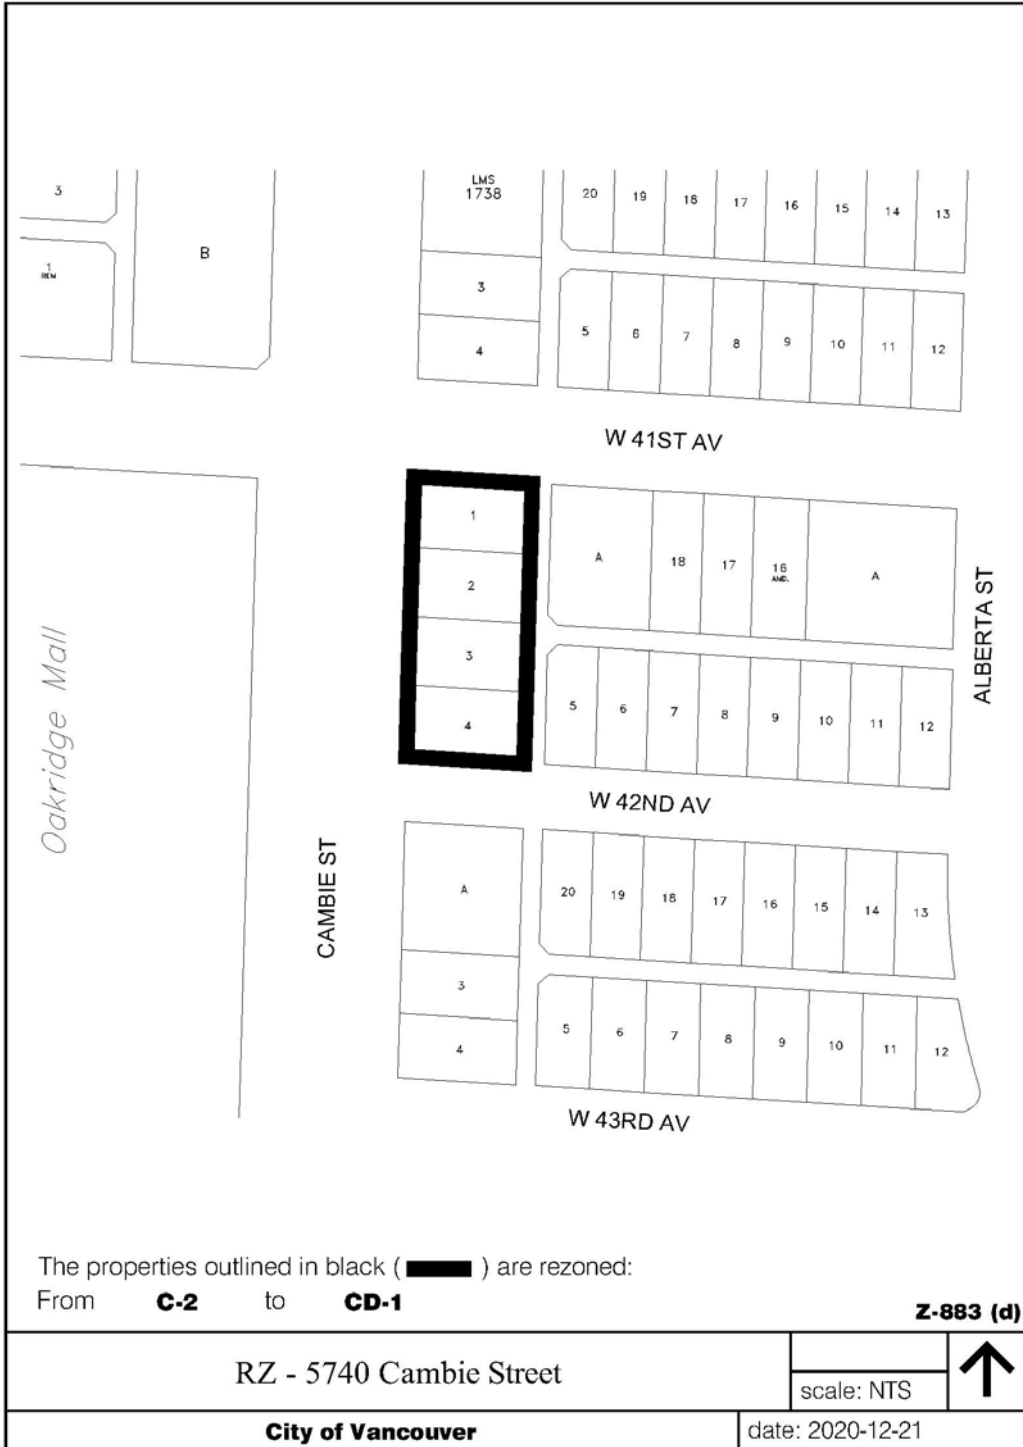 LMS
1738
3
B
20
19
18
17
16
15
14
13
1
REM
3
4
5
6
7
8
9
10
11
12
W 41ST AV
1
2
3
4
A
18
17
16
AMD.
A
ALBERTA ST
Oakridge Mall
5
6
7
8
9
10
11
12
W 42ND AV
CAMBIE ST
A
3
4
20
19
18
17
16
15
14
13
5
6
7
8
9
10
11
12
W 43RD AV
The properties outlined in black ( ) are rezoned:
From C-2 to CD-1
Z-883 (d)
RZ - 5740 Cambie Street
scale: NTS
City of Vancouver
date: 2020-12-21